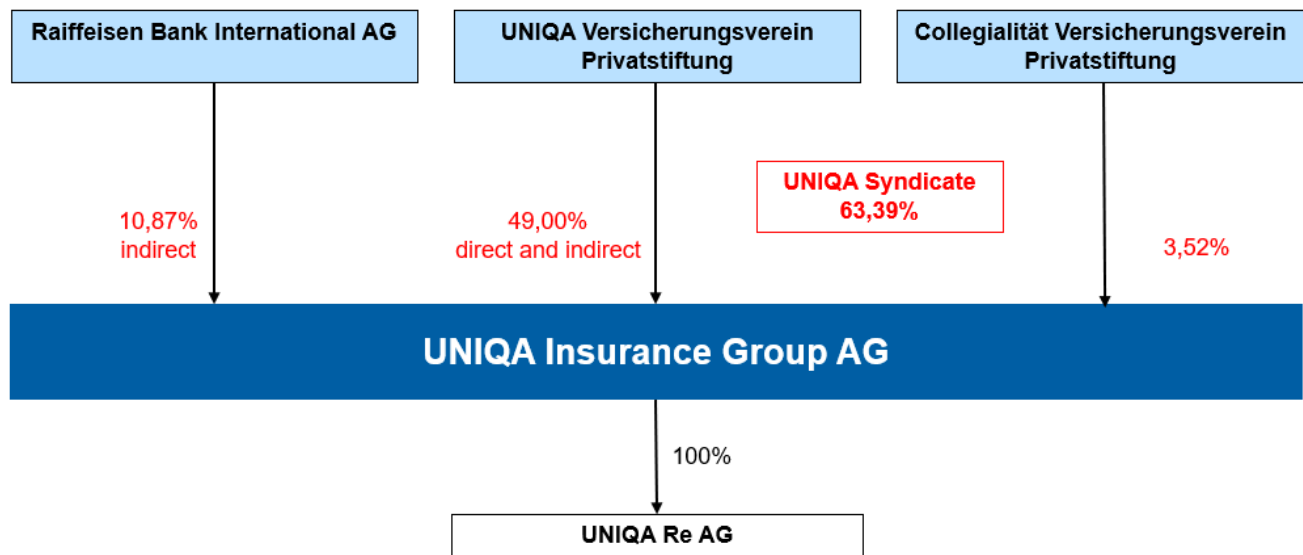 Raiffeisen Bank International AG
UNIQA Versicherungsverein
Privatstiftung
Collegialität Versicherungsverein
Privatstiftung
UNIQA Syndicate
63,39%
10,87%
indirect
49,00%
direct and indirect
3,52%
UNIQA Insurance Group AG
100%
UNIQA Re AG